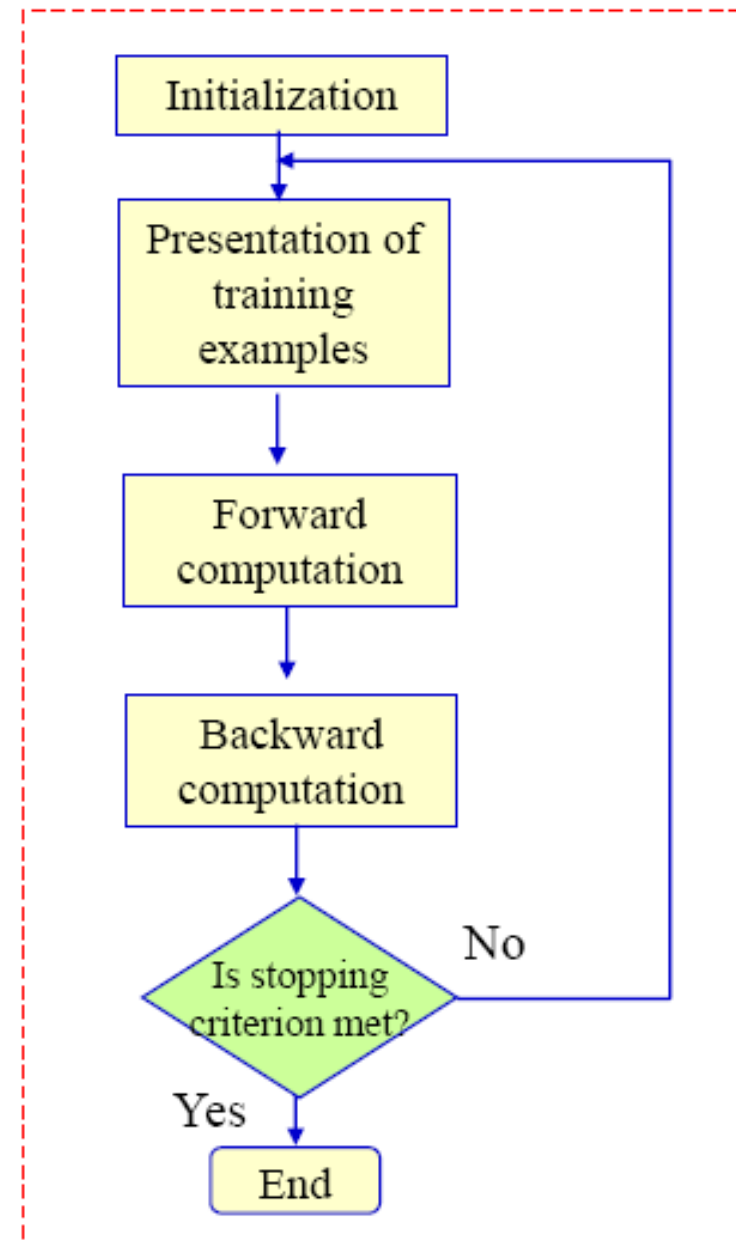 Initialization
Presentation of
training
examples
Forward
computation
Backward
computation
Is stopping
criterion met?
No
Yes
End